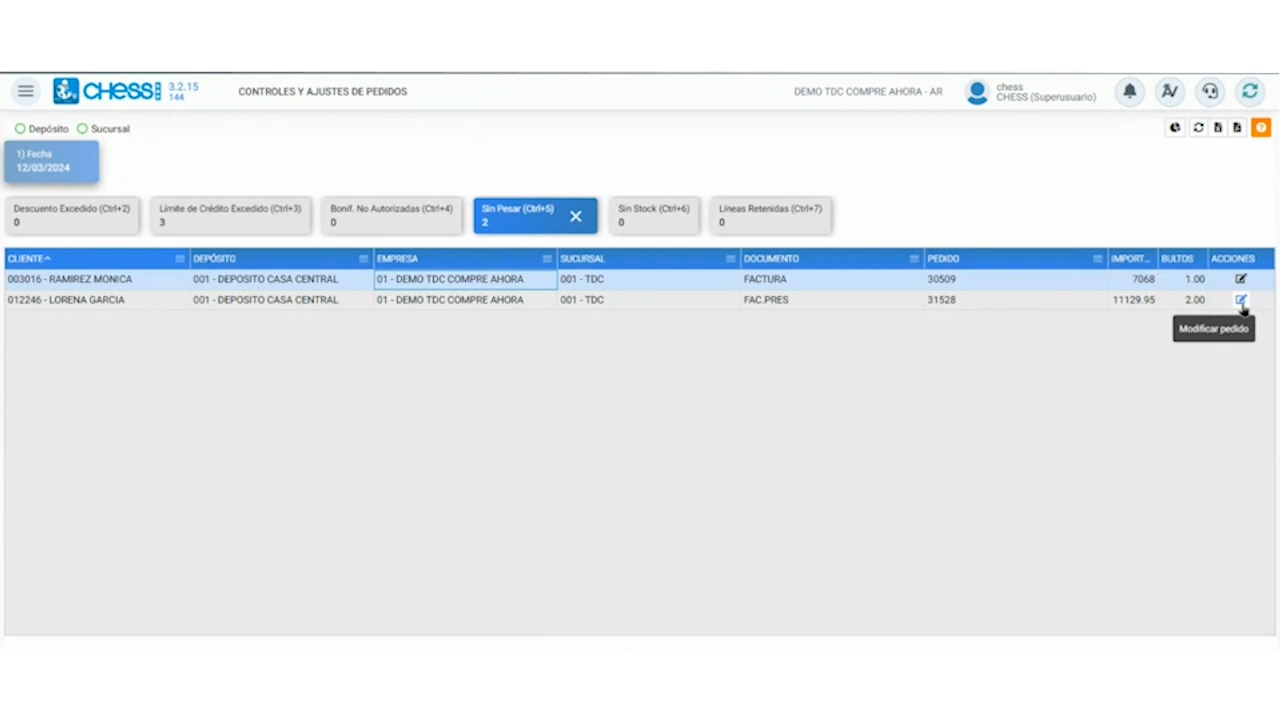 CHESS 3.2.15 144 CONTROLES Y AJUSTES DE PEDIDOS DEMO TDC COMPRE AHORA - AR chess CHESS (Superusuario)
Depósito Sucursal
1) Fecha
12/03/2024
Descuento Excedido (Ctrl+2) Límite de Crédito Excedido (Ctrl+3) Bonif. No Autorizadas (Ctrl+4) Sin Pesar (Ctrl+5) Sin Stock (Ctrl+6) Líneas Retenidas (Ctrl+7)
0 3 0 2 0 0
CLIENTE DEPÓSITO EMPRESA SUCURSAL DOCUMENTO PEDIDO IMPORT... BULTOS ACCIONES
003016 - RAMIREZ MONICA 001 - DEPOSITO CASA CENTRAL 01 - DEMO TDC COMPRE AHORA 001 - TDC FACTURA 30509 7068 1.00
012246 - LORENA GARCIA 001 - DEPOSITO CASA CENTRAL 01 - DEMO TDC COMPRE AHORA 001 - TDC FAC.PRES 31528 11129.95 2.00
Modificar pedido